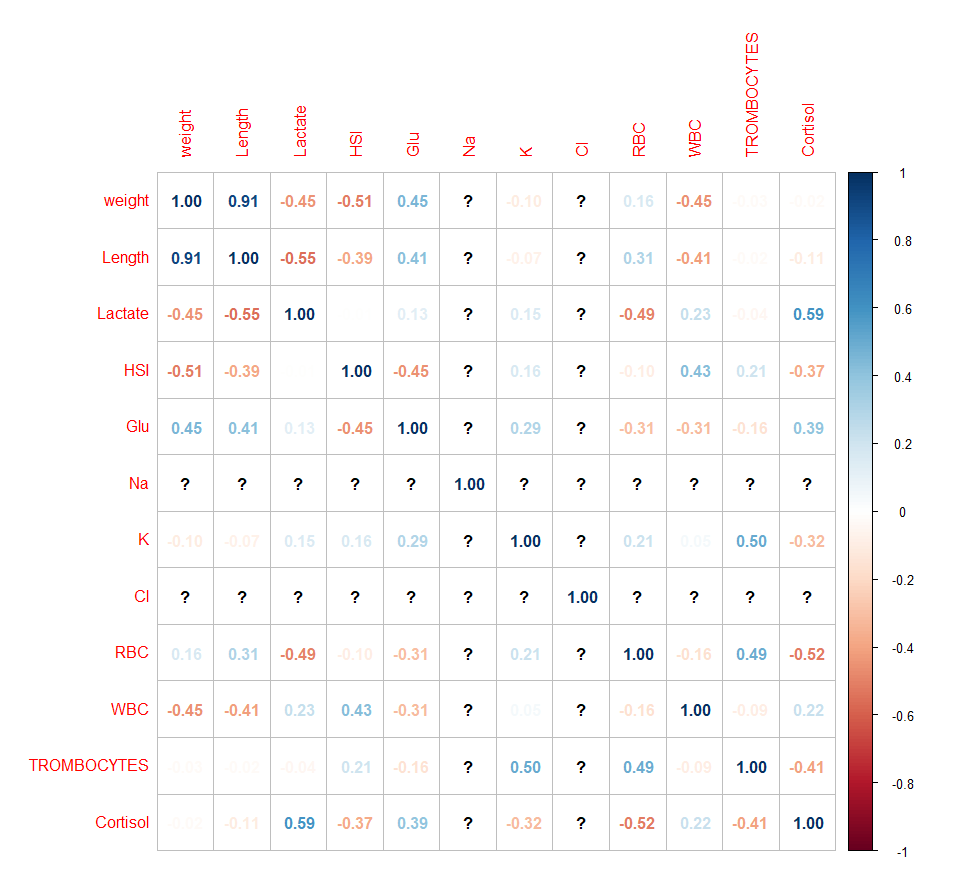 weight Length Lactate HSI Glu Na K Cl RBC WBC TROMBOCYTES Cortisol
weight 1.00 0.91 -0.45 -0.51 0.45 ? -0.10 ? 0.16 -0.45 -0.03 -0.02
Length 0.91 1.00 -0.55 -0.39 0.41 ? -0.07 ? 0.31 -0.41 -0.02 -0.11
Lactate -0.45 -0.55 1.00 0.13 ? 0.15 ? -0.49 0.23 -0.04 0.59
HSI -0.51 -0.39 1.00 -0.45 ? 0.16 ? -0.10 0.43 0.21 -0.37
Glu 0.45 0.41 0.13 -0.45 1.00 ? 0.29 ? -0.31 -0.31 -0.16 0.39
Na ? ? ? ? ? 1.00 ? ? ? ? ? ?
K -0.10 -0.07 0.15 0.16 0.29 ? 1.00 ? 0.21 0.05 0.50 -0.32
Cl ? ? ? ? ? ? ? 1.00 ? ? ? ?
RBC 0.16 0.31 -0.49 -0.10 -0.31 ? 0.21 ? 1.00 -0.16 0.49 -0.52
WBC -0.45 -0.41 0.23 0.43 -0.31 ? 0.05 ? -0.16 1.00 -0.09 0.22
TROMBOCYTES -0.03 -0.02 -0.04 0.21 -0.16 ? 0.50 ? 0.49 -0.09 1.00 -0.41
Cortisol -0.02 -0.11 0.59 -0.37 0.39 ? -0.32 ? -0.52 0.22 -0.41 1.00
1
0.8
0.6
0.4
0.2
0
-0.2
-0.4
-0.6
-0.8
-1